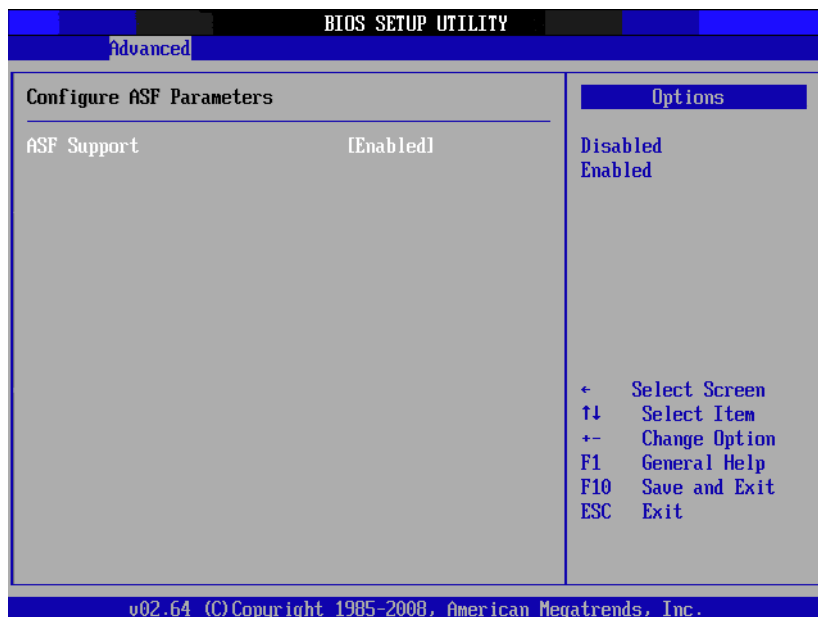 BIOS SETUP UTILITY
Advanced
Configure ASF Parameters
ASF Support [Enabled]
Options
Disabled
Enabled
← Select Screen
↑↓ Select Item
+- Change Option
F1 General Help
F10 Save and Exit
ESC Exit
v02.64 (C)Copyright 1985-2008, American Megatrends, Inc.